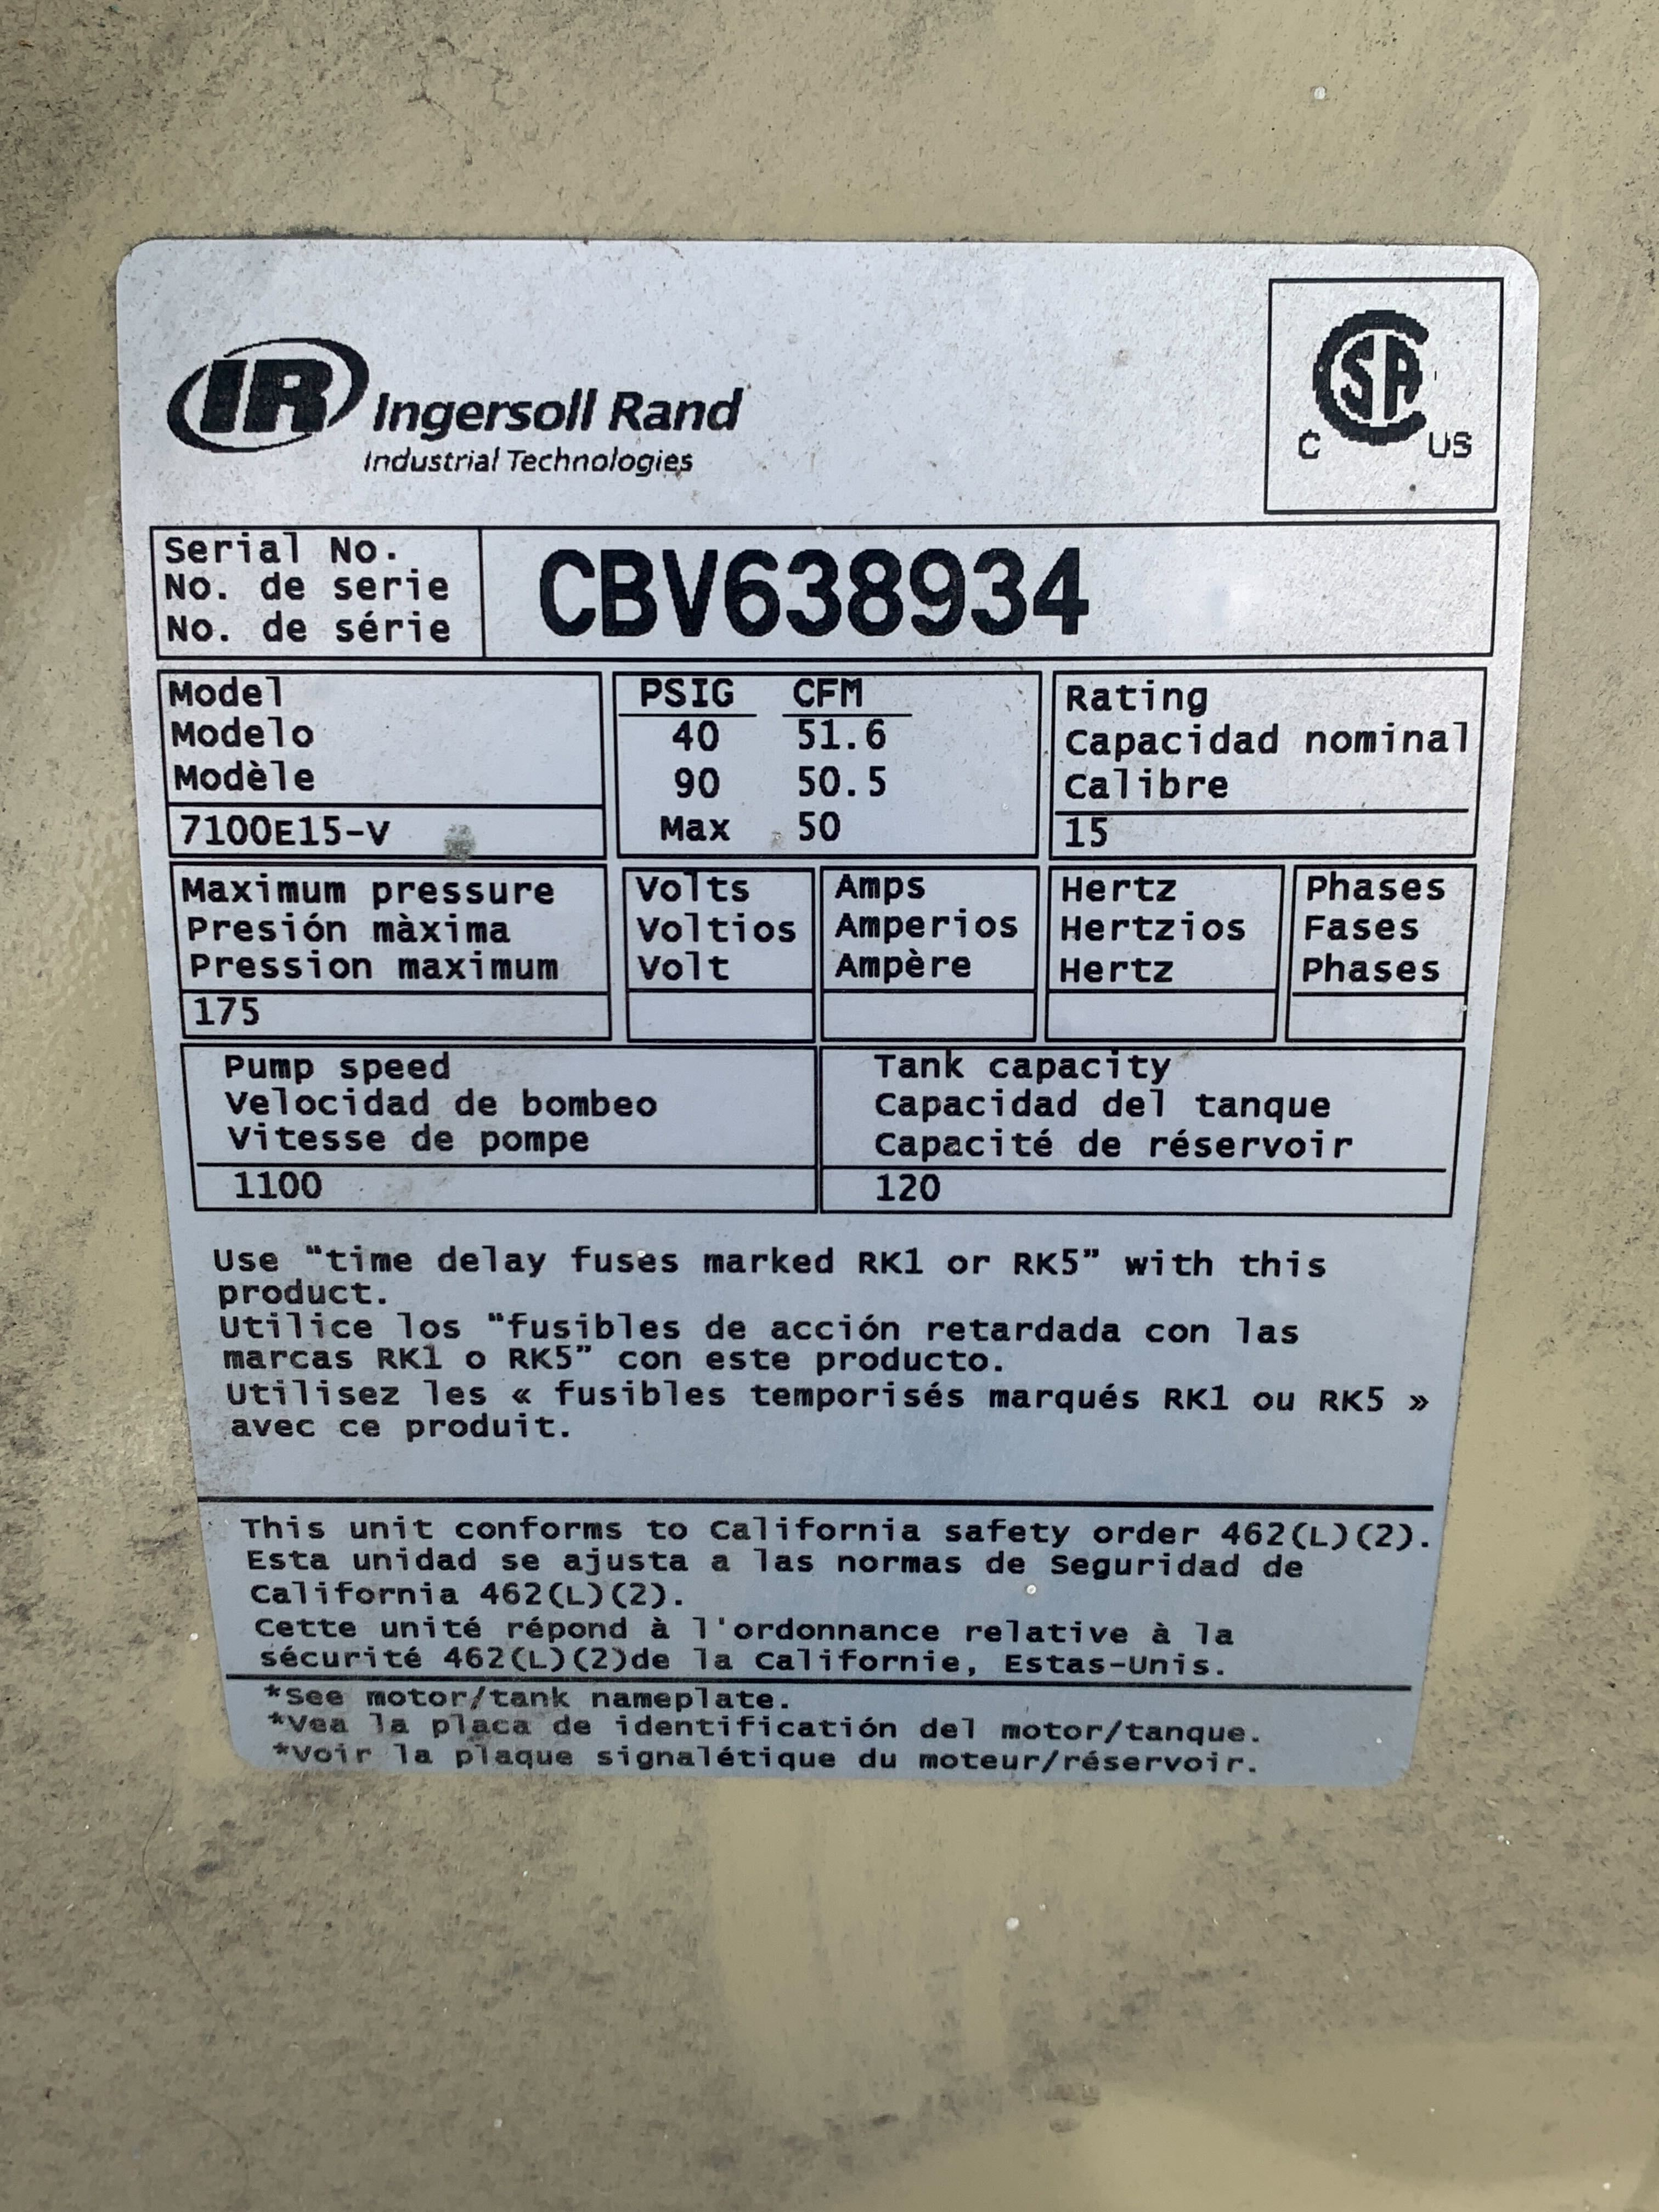 IR Ingersoll Rand
Industrial Technologies
CSA
C US
Serial No.
No. de serie
No. de série
CBV638934
Model
Modelo
Modèle
7100E15-V
PSIG CFM
40 51.6
90 50.5
Max 50
Rating
Capacidad nominal
Calibre
15
Maximum pressure
Presión màxima
Pression maximum
175
Volts
Voltios
Volt
Amps
Amperios
Ampère
Hertz
Hertzios
Hertz
Phases
Fases
Phases
Pump speed
Velocidad de bombeo
Vitesse de pompe
1100
Tank capacity
Capacidad del tanque
Capacité de réservoir
120
Use "time delay fuses marked RK1 or RK5" with this
product.
Utilice los "fusibles de acción retardada con las
marcas RK1 o RK5" con este producto.
Utilisez les « fusibles temporisés marqués RK1 ou RK5 »
avec ce produit.
This unit conforms to California safety order 462(L)(2).
Esta unidad se ajusta a las normas de Seguridad de
California 462(L)(2).
Cette unité répond à l'ordonnance relative à la
sécurité 462(L)(2)de la Californie, Estas-Unis.
*See motor/tank nameplate.
*Vea la placa de identificatión del motor/tanque.
*Voir la plaque signalétique du moteur/réservoir.